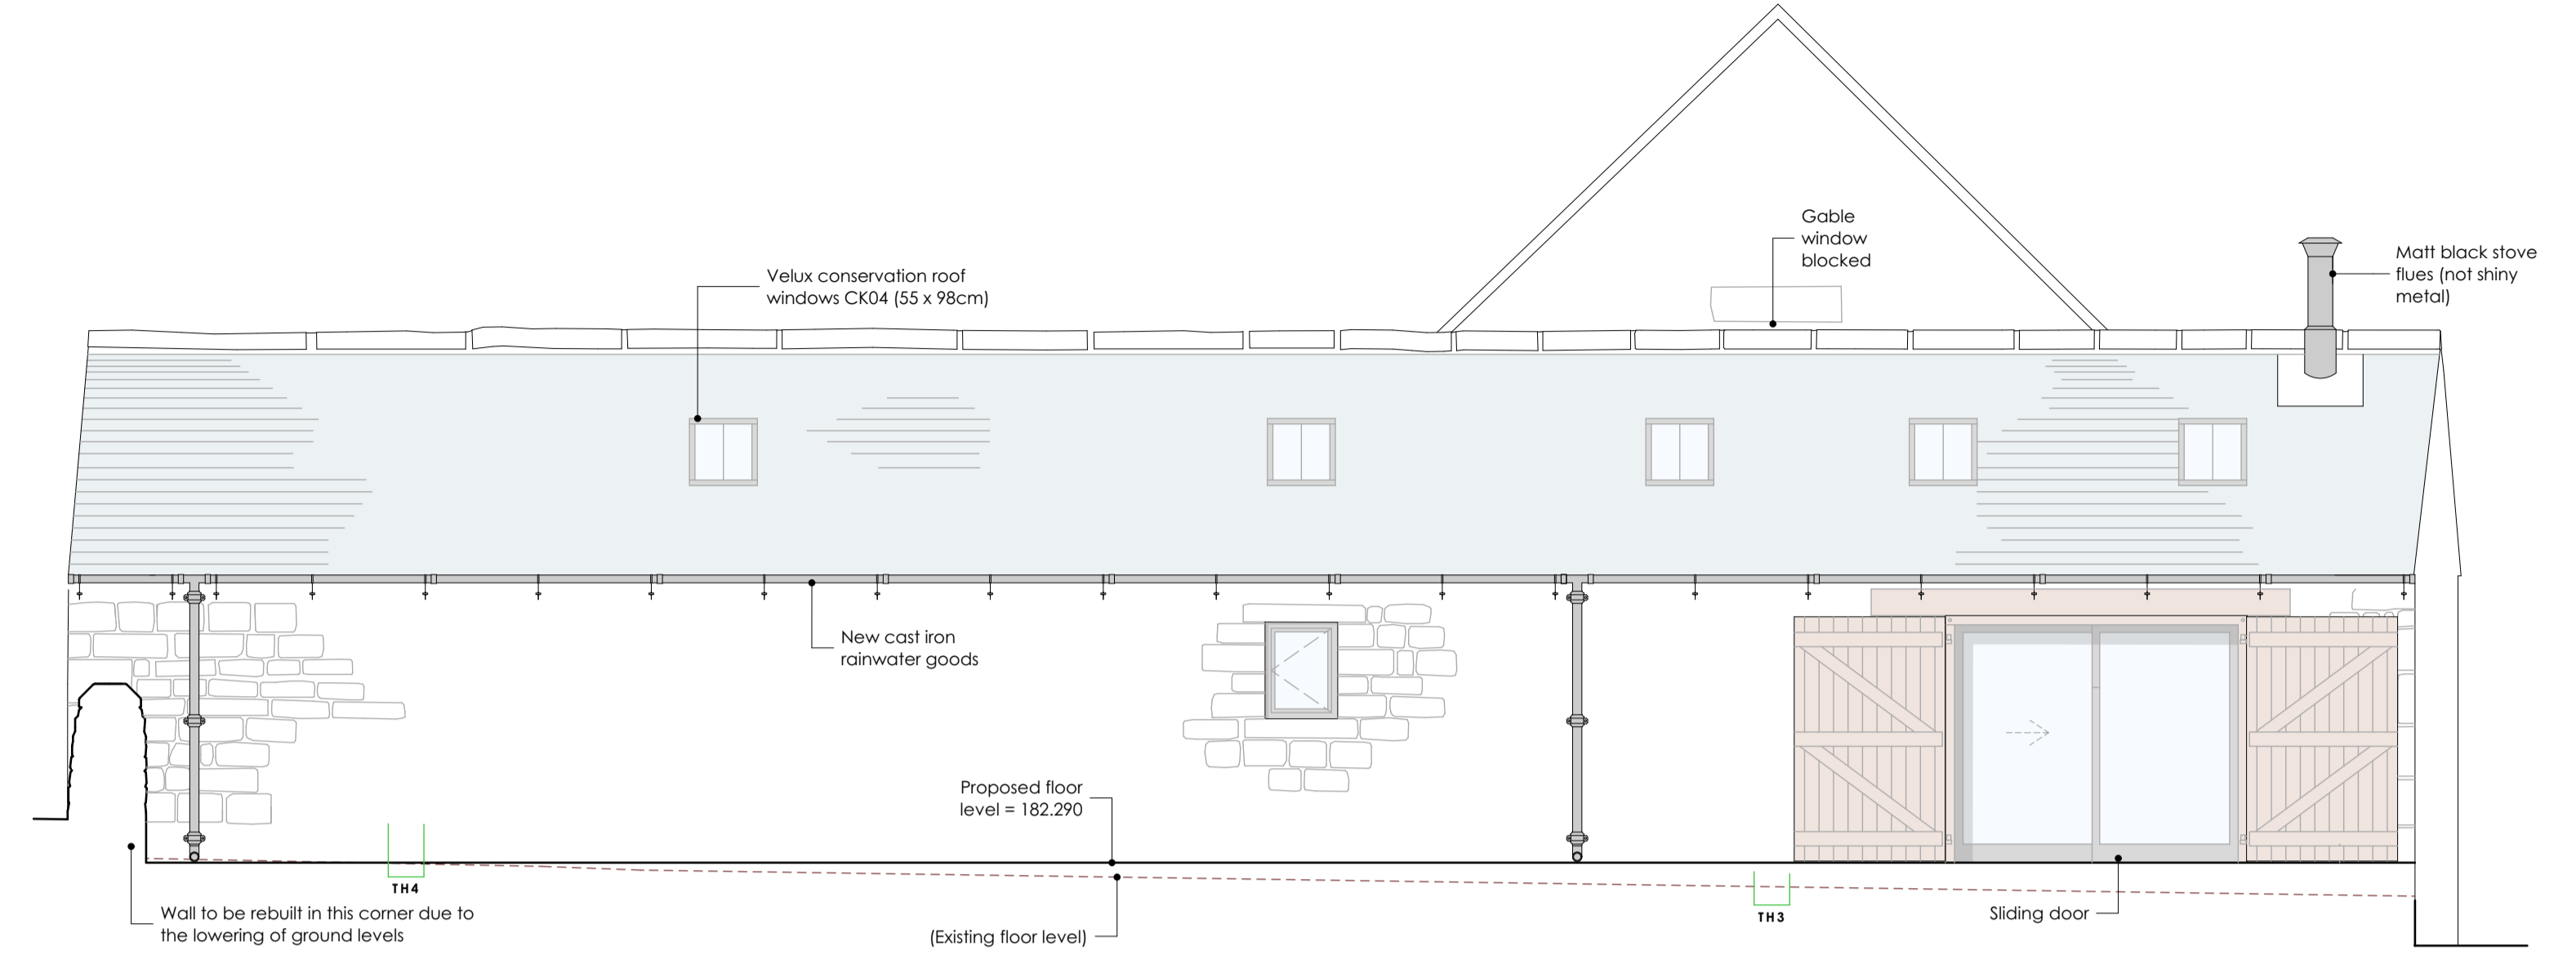 Gable
window
blocked
Matt black stove
flues (not shiny
metal)
Velux conservation roof
windows CK04 (55 x 98cm)
New cast iron
rainwater goods
Proposed floor
level = 182.290
TH4
TH3
Wall to be rebuilt in this corner due to
the lowering of ground levels
(Existing floor level)
Sliding door